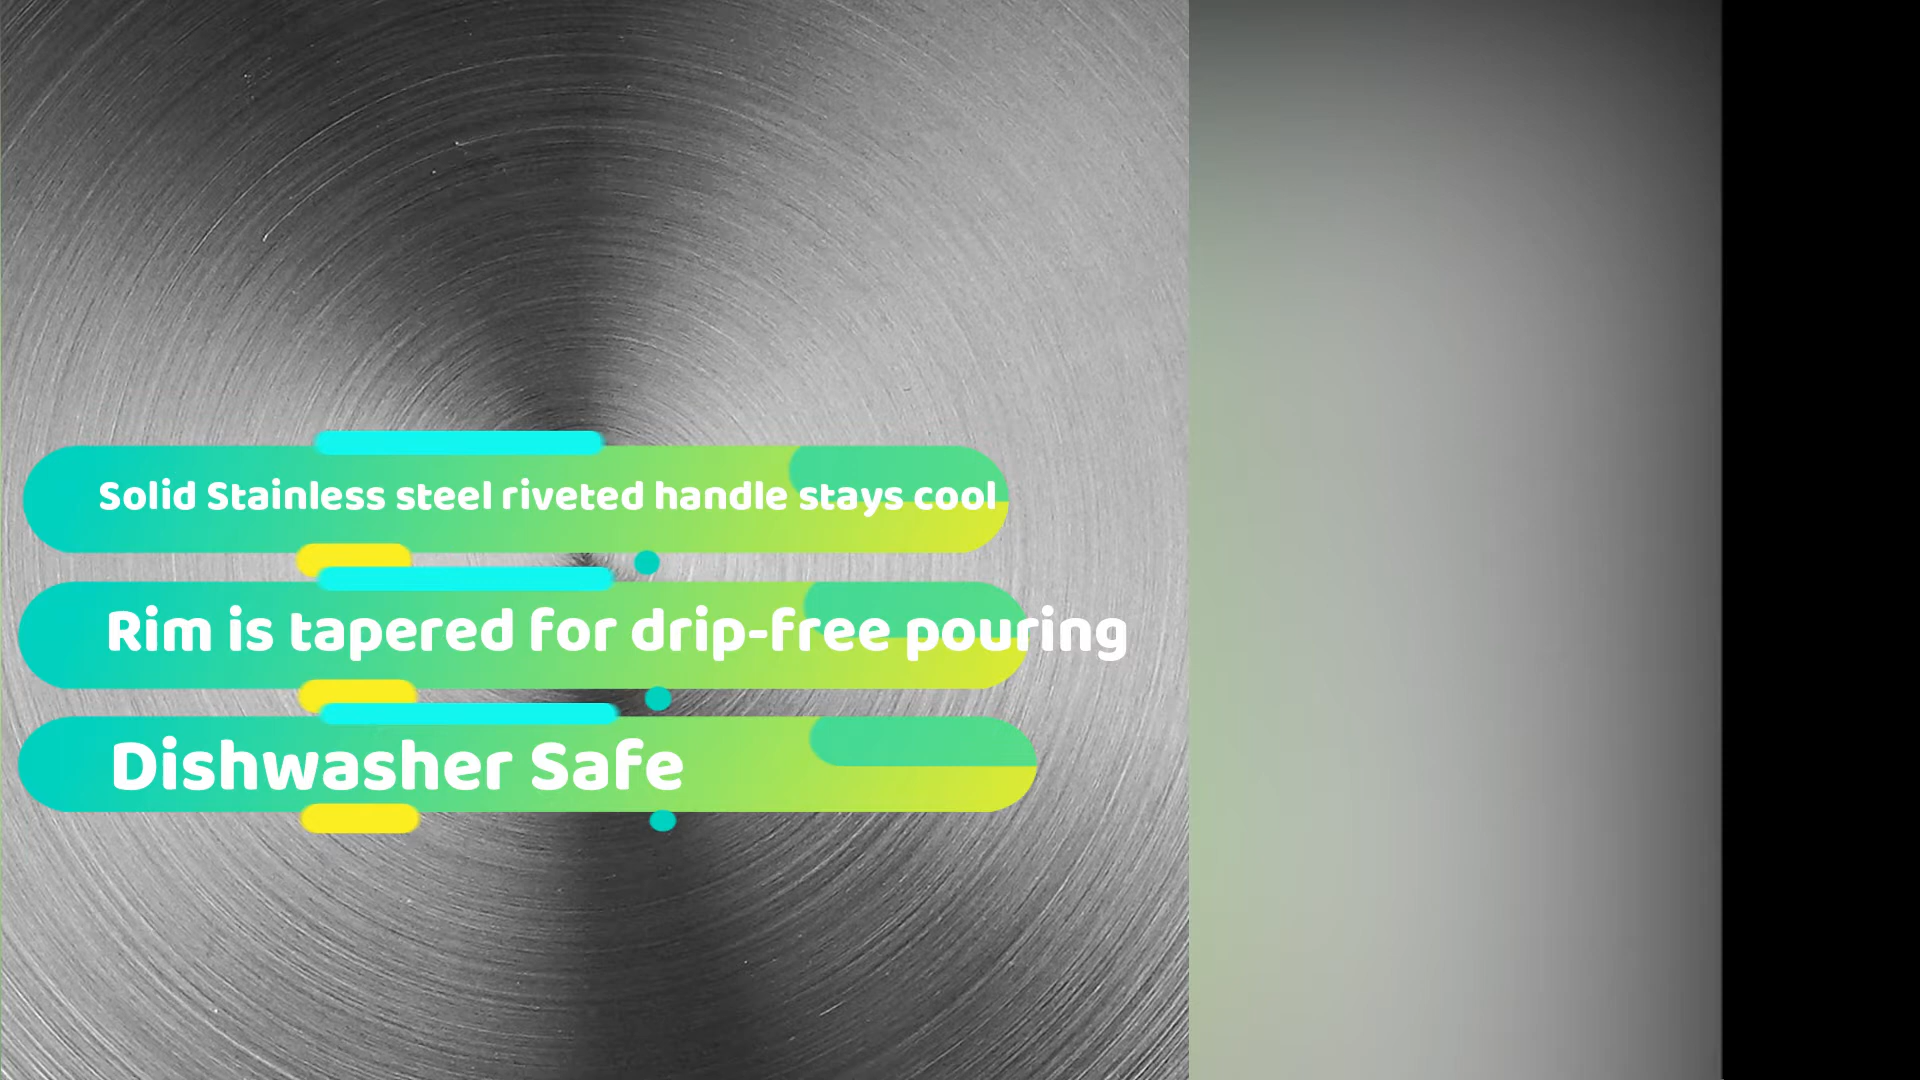 Solid Stainless steel riveted handle stays cool
Rim is tapered for drip-free pouring
Dishwasher Safe